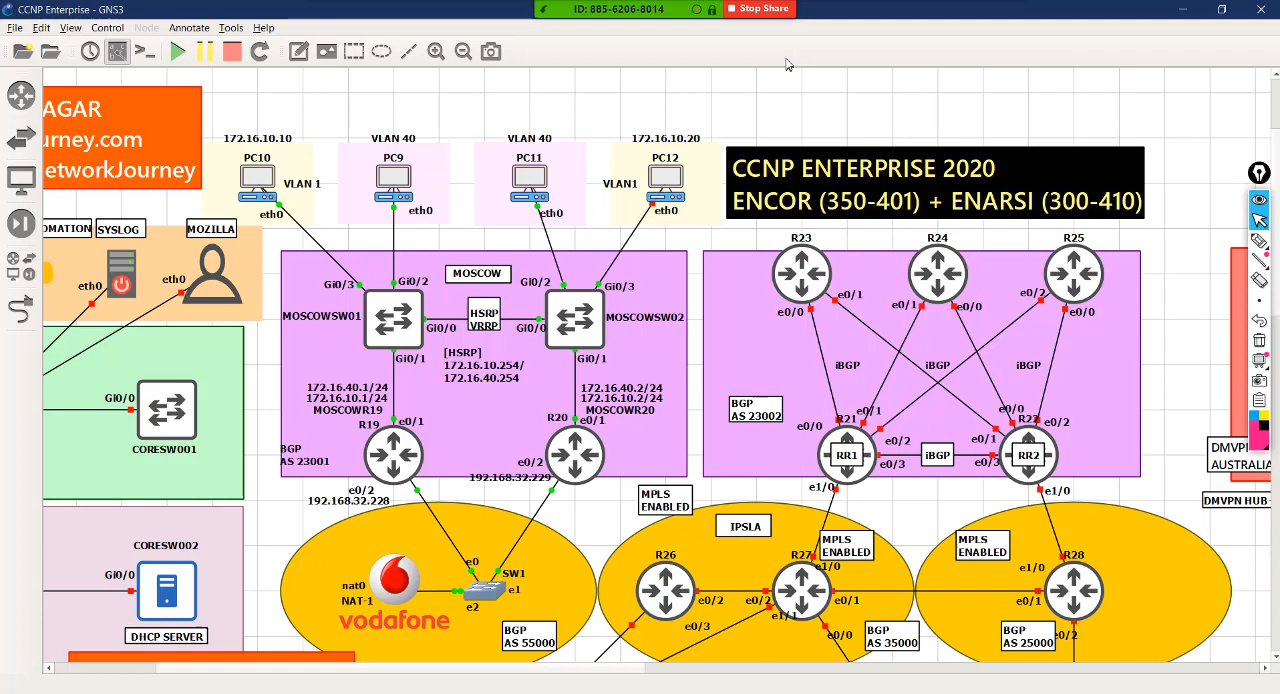 CCNP Enterprise - GNS3
ID: 885-6206-8014
Stop Share
File Edit View Control Node Annotate Tools Help
AGAR
urney.com
etworkJourney
172.16.10.10
VLAN 40
VLAN 40
172.16.10.20
PC10
PC9
PC11
PC12
VLAN 1
VLAN1
eth0
eth0
eth0
eth0
CCNP ENTERPRISE 2020
ENCOR (350-401) + ENARSI (300-410)
OMATION
SYSLOG
MOZILLA
eth0
eth0
MOSCOW
Gi0/3
Gi0/2
Gi0/2
Gi0/3
MOSCOWSW01
HSRP
VRRP
MOSCOWSW02
Gi0/0
Gi0/0
Gi0/1
[HSRP]
172.16.10.254/
172.16.40.254
Gi0/1
172.16.40.1/24
172.16.10.1/24
MOSCOWR19
172.16.40.2/24
172.16.10.2/24
MOSCOWR20
R19
e0/1
R20
e0/1
BGP
AS 23001
e0/2
192.168.32.228
e0/2
192.168.32.229
R23
R24
R25
e0/1
e0/0
e0/1
e0/0
e0/2
e0/0
iBGP
iBGP
iBGP
BGP
AS 23002
R21
e0/1
e0/0
RR1
e0/2
e0/3
iBGP
e0/0
R22
e0/1
e0/2
RR2
e0/3
e1/0
e1/0
Gi0/0
CORESW001
CORESW002
Gi0/0
DHCP SERVER
nat0
NAT-1
vodafone
e0
SW1
e1
e2
BGP
AS 55000
MPLS
ENABLED
IPSLA
MPLS
ENABLED
MPLS
ENABLED
R26
e0/2
e0/3
R27
e1/0
e0/2
e0/1
e1/1
e0/0
BGP
AS 35000
R28
e1/0
e0/1
e0/2
BGP
AS 25000
DMVP
AUSTRALIA
DMVPN HUB-